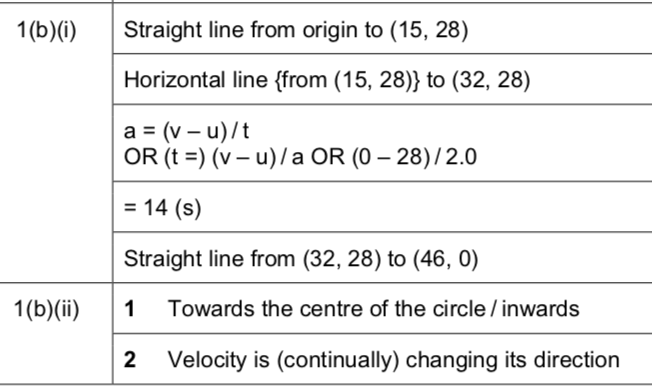 1(b)(i) Straight line from origin to (15, 28)
Horizontal line {from (15, 28)} to (32, 28)
a = (v – u) / t
OR (t =) (v – u) / a OR (0 – 28) / 2.0
= 14 (s)
Straight line from (32, 28) to (46, 0)
1(b)(ii) 1 Towards the centre of the circle / inwards
2 Velocity is (continually) changing its direction